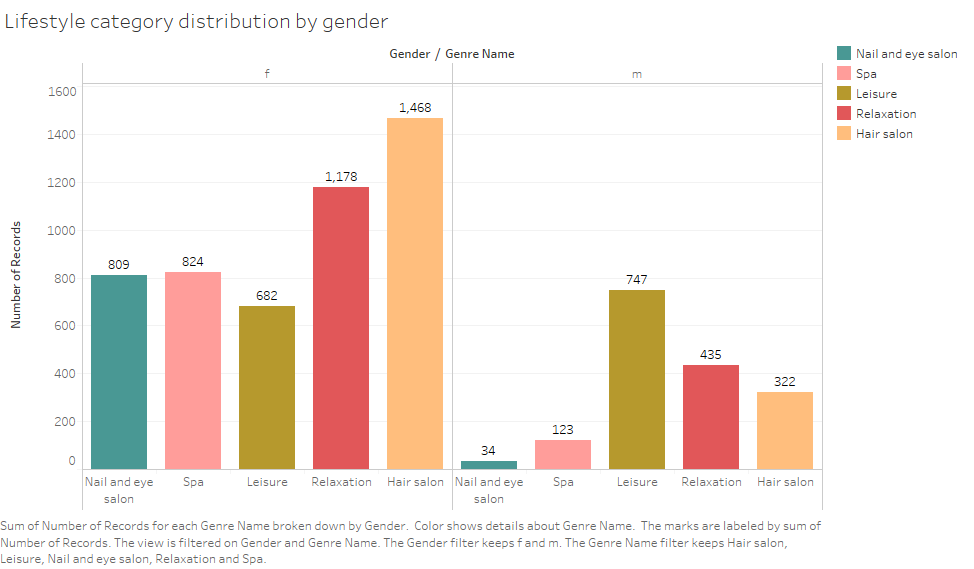 Lifestyle category distribution by gender
Gender / Genre Name
f
m
Nail and eye salon
Spa
Leisure
Relaxation
Hair salon
Number of Records
1600
1400
1200
1000
800
600
400
200
0
809
824
682
1,178
1,468
34
123
747
435
322
Nail and eye
salon
Spa
Leisure
Relaxation
Hair salon
Nail and eye
salon
Spa
Leisure
Relaxation
Hair salon
Sum of Number of Records for each Genre Name broken down by Gender. Color shows details about Genre Name. The marks are labeled by sum of
Number of Records. The view is filtered on Gender and Genre Name. The Gender filter keeps f and m. The Genre Name filter keeps Hair salon,
Leisure, Nail and eye salon, Relaxation and Spa.